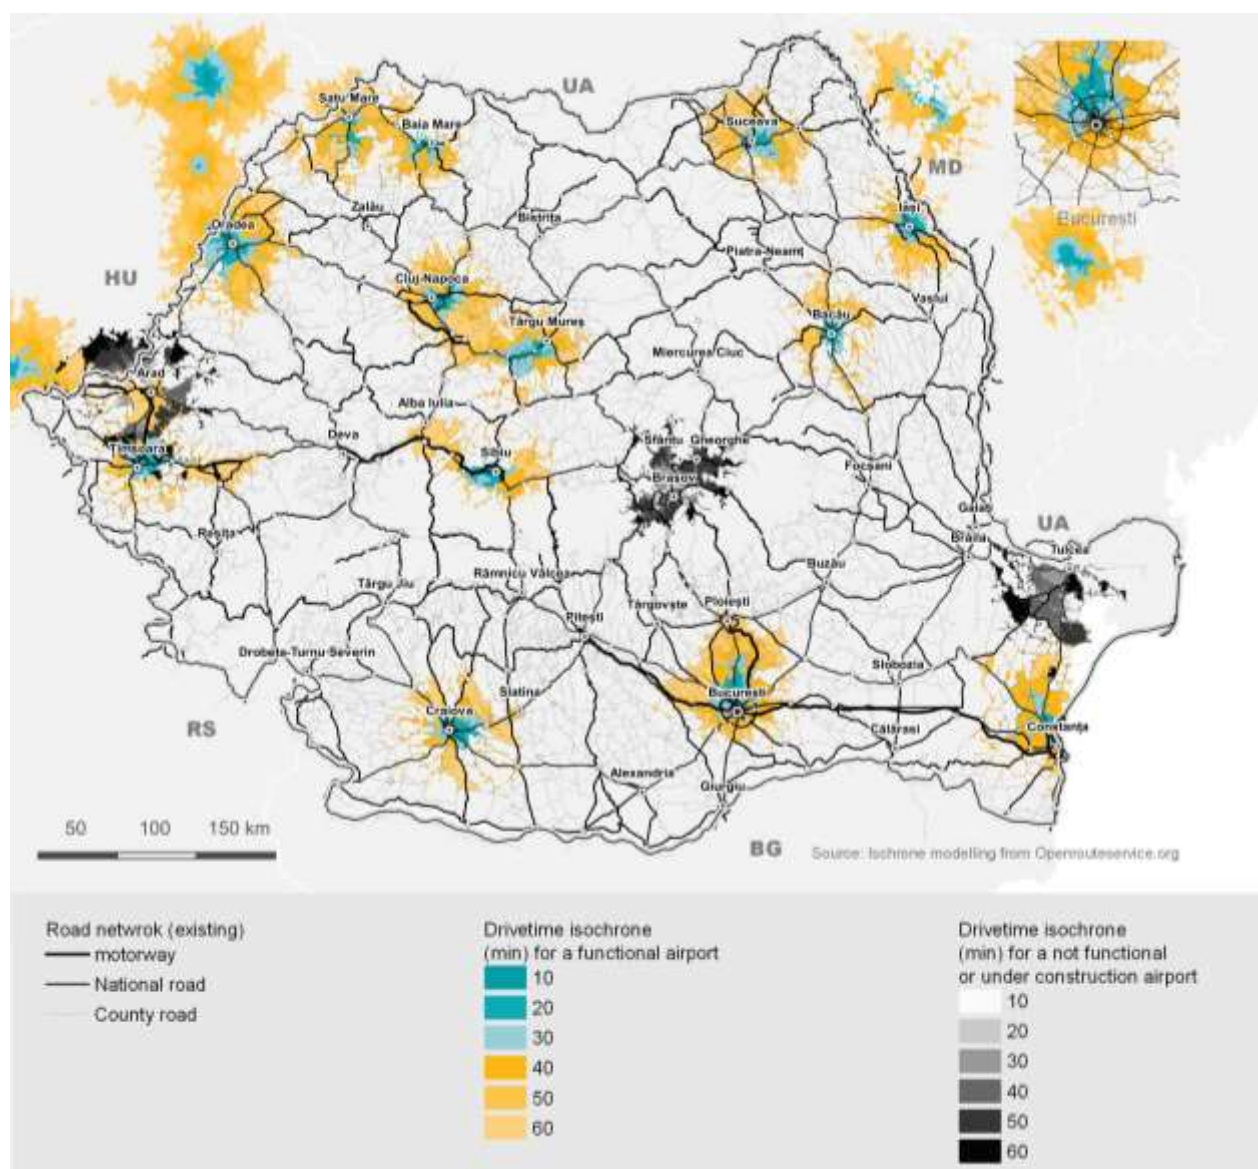 UA
Satu Mare
Baia Mare
Suceava
MD
Zalău
Oradea
Bistrița
Iași
București
HU
Cluj-Napoca
Piatra-Neamț
Vaslui
Târgu Mureș
Bacău
Miercurea Ciuc
Arad
Alba Iulia
Deva
Timișoara
Sibiu
Sfântu Gheorghe
Brașov
Focșani
Galați
UA
Reșița
Brăila
Tulcea
Buzău
Târgu Jiu
Râmnicu Vâlcea
Târgoviște
Ploiești
Pitești
Drobeta-Turnu-Severin
Slobozia
Slatina
București
Craiova
RS
Călărași
Constanța
Alexandria
Giurgiu
50 100 150 km
BG
Source: Ischrone modelling from Openrouteservice.org
Road netwrok (existing)
motorway
National road
County road
Drivetime isochrone
(min) for a functional airport
10
20
30
40
50
60
Drivetime isochrone
(min) for a not functional
or under construction airport
10
20
30
40
50
60